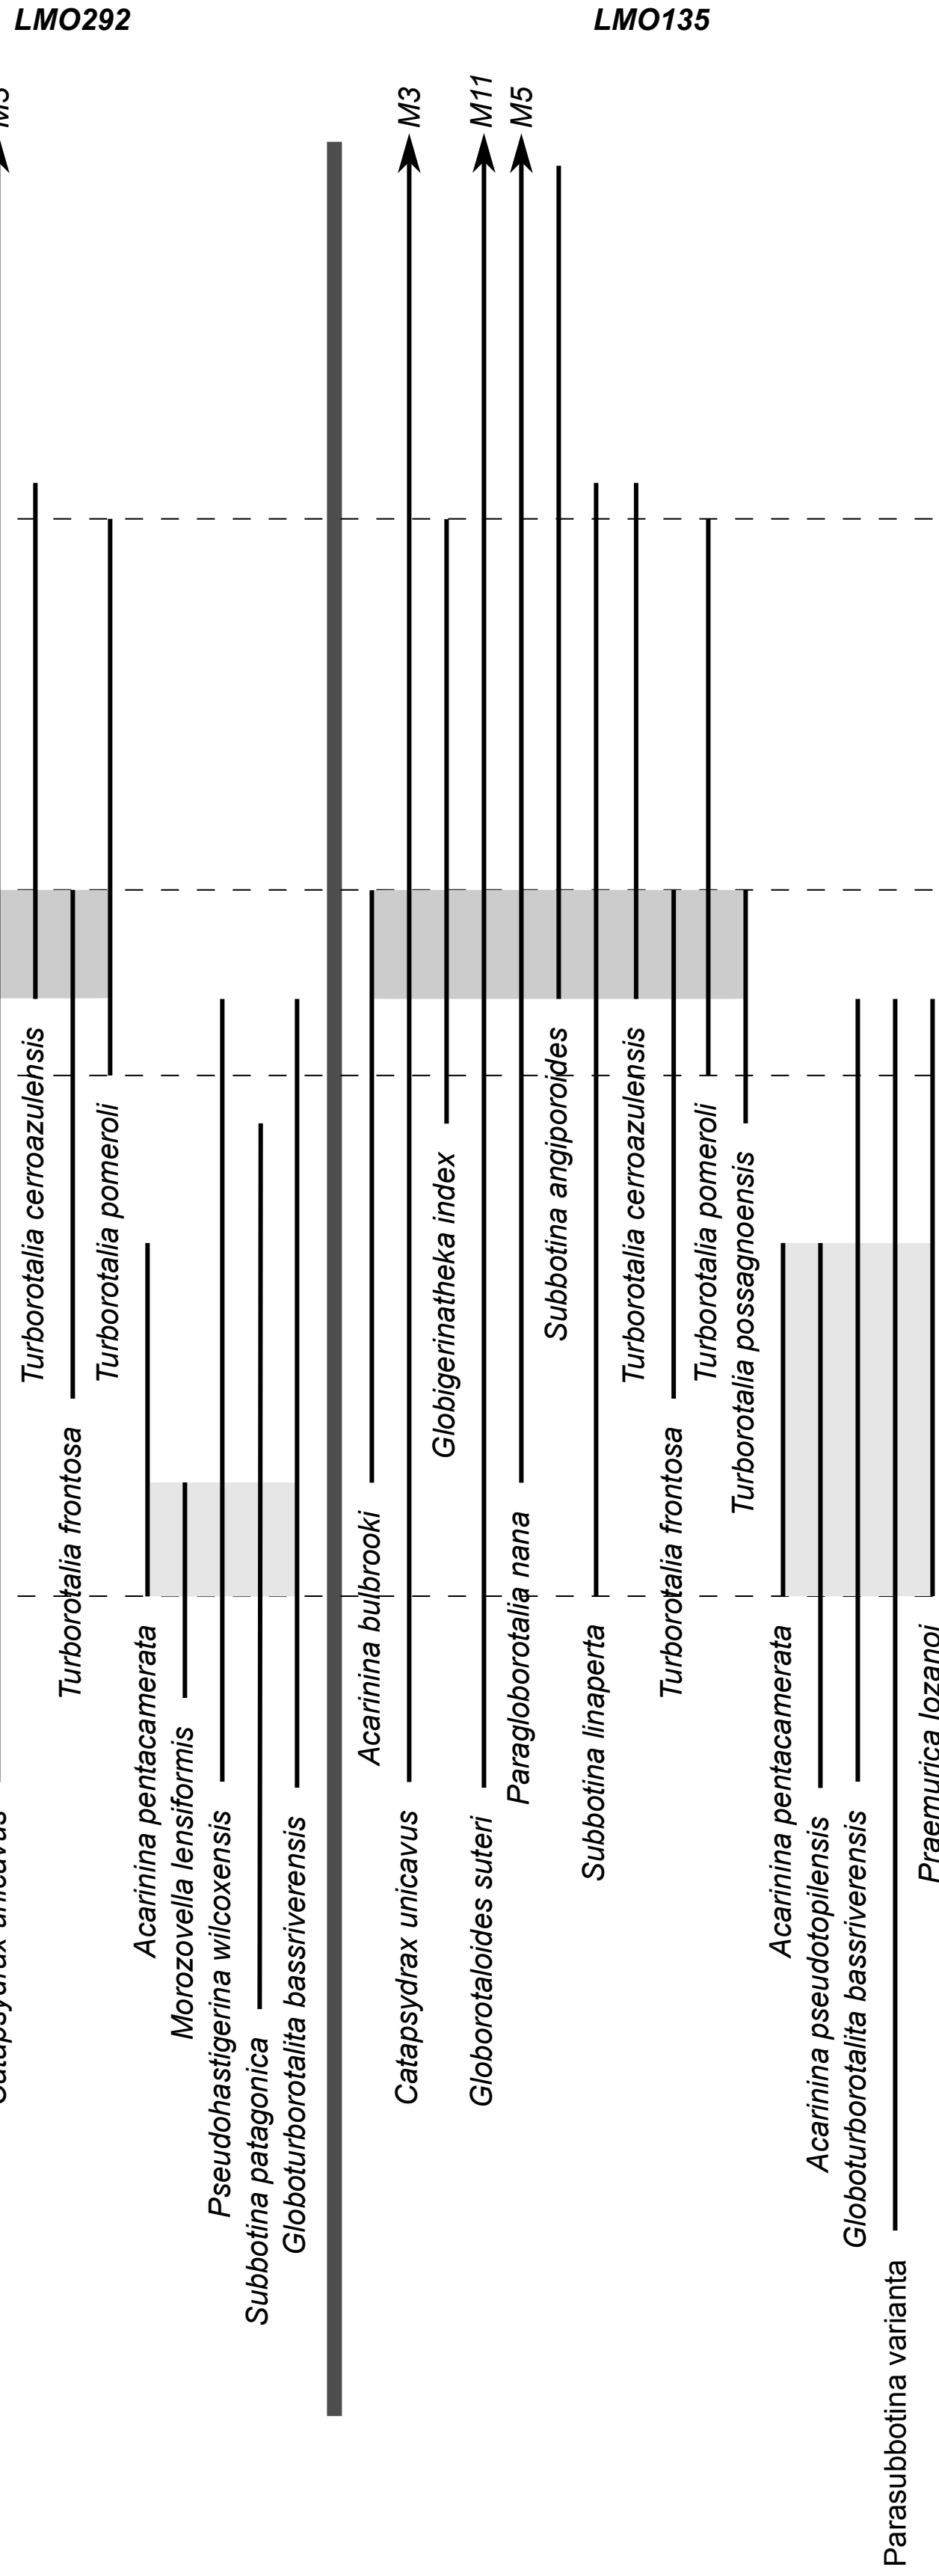 LMO292
LMO135
M3
M11
M5
Turborotalia cerroazulensis
Turborotalia frontosa
Turborotalia pomeroli
Acarinina pentacamerata
Morozovella lensiformis
Pseudohastigerina wilcoxensis
Subbotina patagonica
Globoturborotalita bassriverensis
Acarinina bulbrooki
Catapsydrax unicavus
Globigerinatheka index
Globorotaloides suteri
Paragloborotalia nana
Subbotina angiporoides
Subbotina linaperta
Turborotalia cerroazulensis
Turborotalia frontosa
Turborotalia pomeroli
Turborotalia possagnoensis
Acarinina pentacamerata
Acarinina pseudotopilensis
Globoturborotalita bassriverensis
Parasubbotina varianta
Praemurica lozanoi